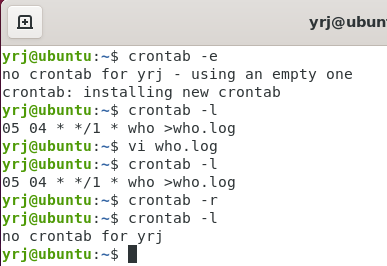 yrj@ubuntu
yrj@ubuntu:~$ crontab -e
no crontab for yrj - using an empty one
crontab: installing new crontab
yrj@ubuntu:~$ crontab -l
05 04 * */1 * who >who.log
yrj@ubuntu:~$ vi who.log
yrj@ubuntu:~$ crontab -l
05 04 * */1 * who >who.log
yrj@ubuntu:~$ crontab -r
yrj@ubuntu:~$ crontab -l
no crontab for yrj
yrj@ubuntu:~$